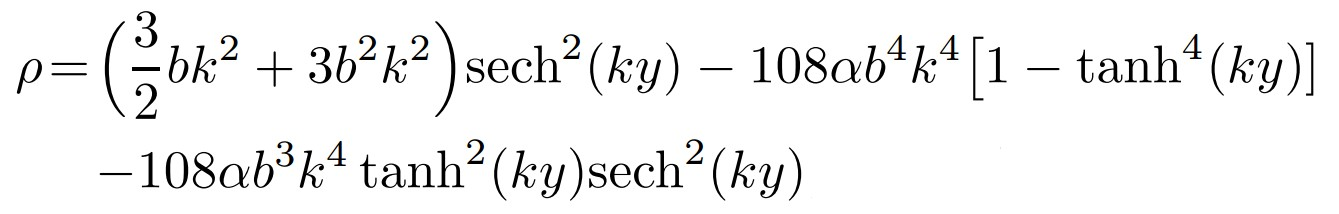 ρ=(3/2 bk² + 3b²k²)sech²(ky) − 108αb⁴k⁴[1 − tanh⁴(ky)]
−108αb³k⁴ tanh²(ky)sech²(ky)